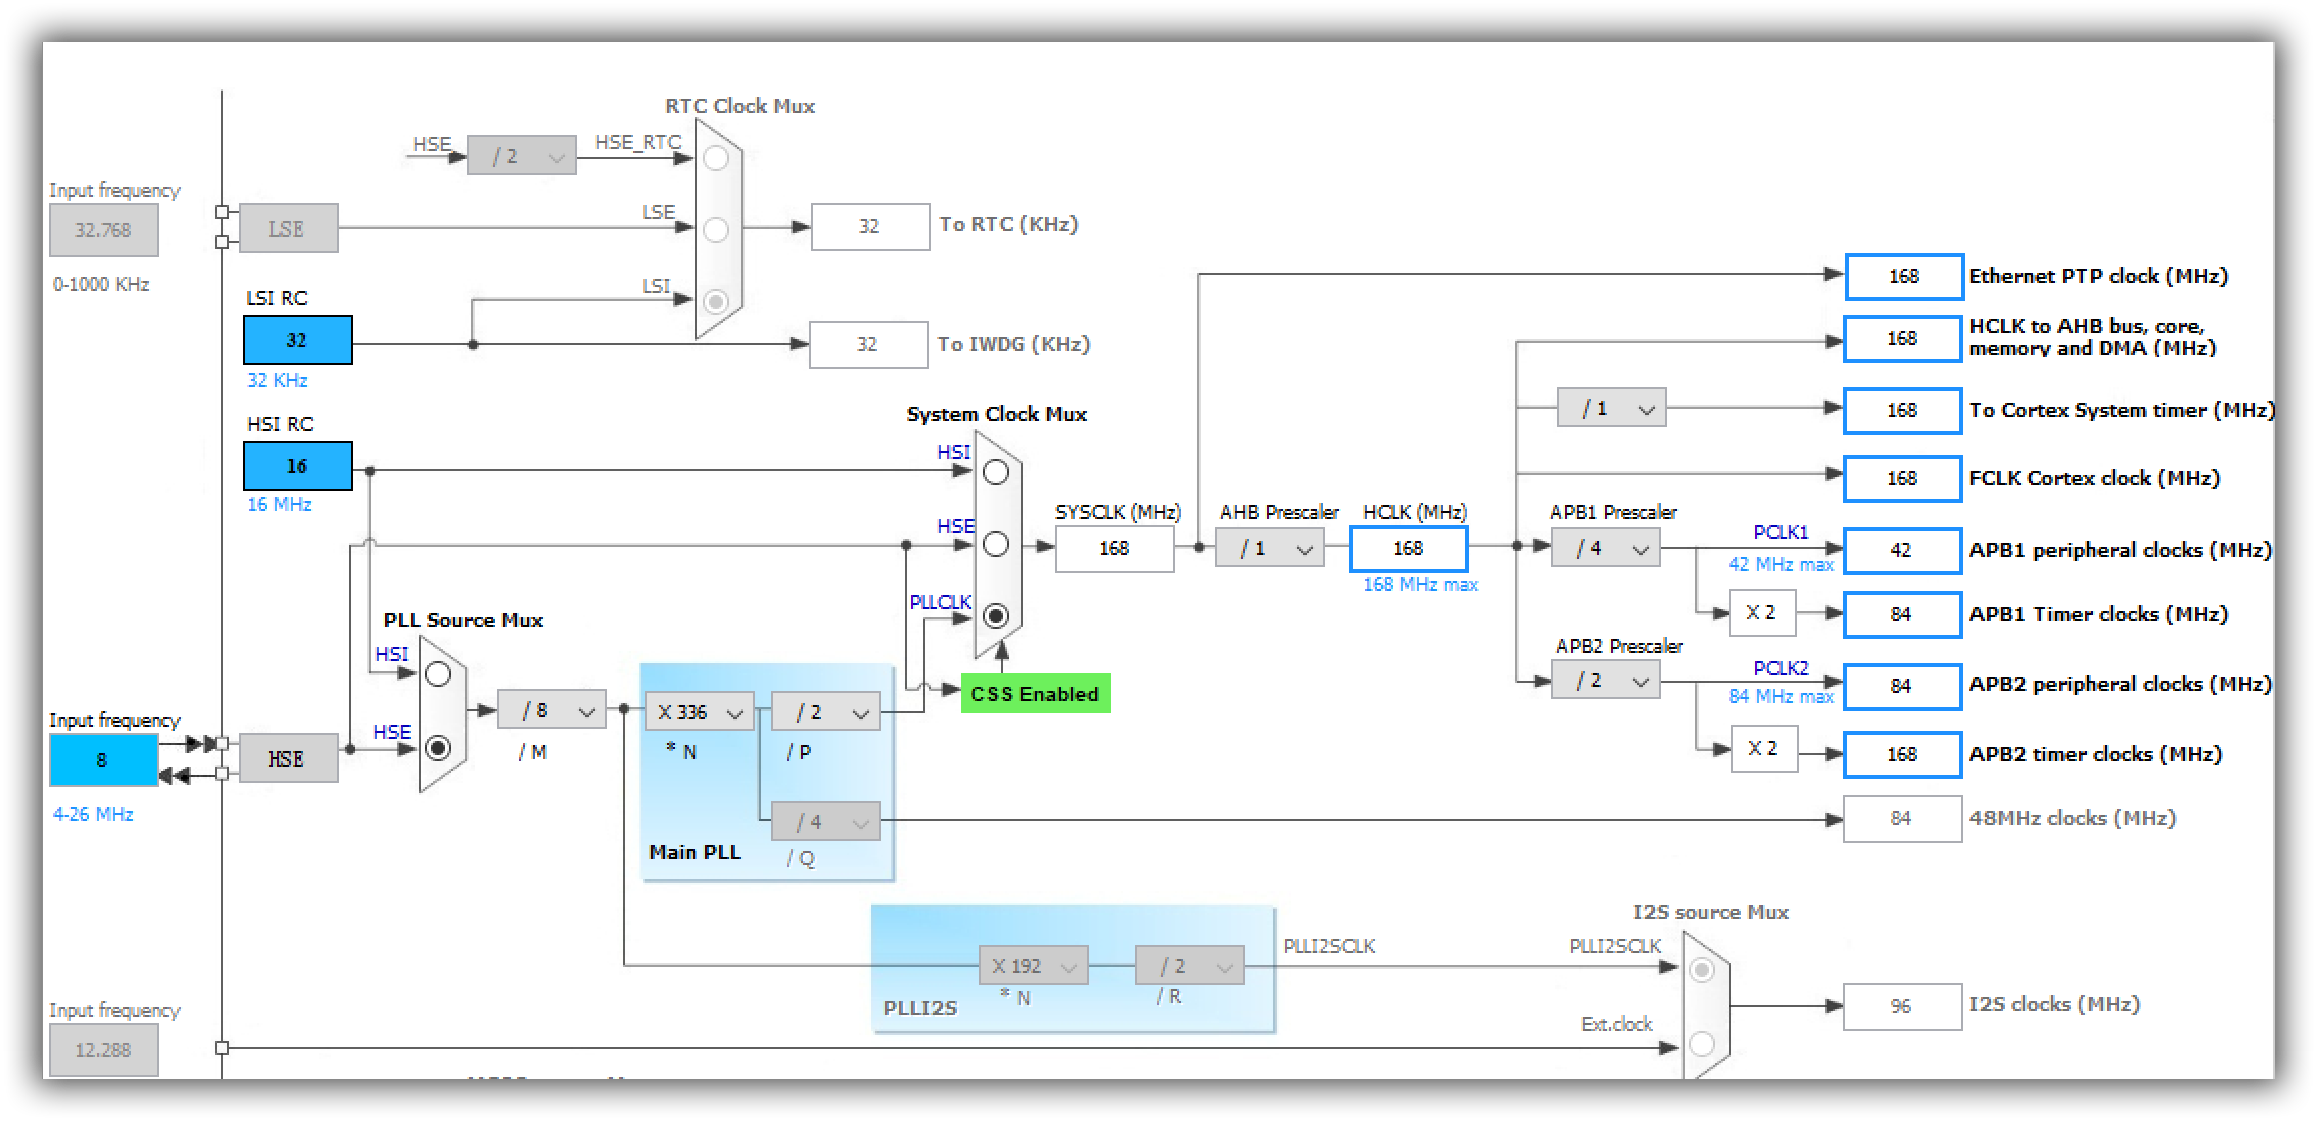 RTC Clock Mux
HSE
/ 2
HSE_RTC
Input frequency
32.768
LSE
LSE
32
To RTC (KHz)
0-1000 KHz
LSI RC
32
32 KHz
LSI
32
To IWDG (KHz)
168
Ethernet PTP clock (MHz)
168
HCLK to AHB bus, core,
memory and DMA (MHz)
/ 1
168
To Cortex System timer (MHz)
HSI RC
16
16 MHz
System Clock Mux
HSI
168
FCLK Cortex clock (MHz)
HSE
SYSCLK (MHz)
168
AHB Prescaler
/ 1
HCLK (MHz)
168
168 MHz max
APB1 Prescaler
/ 4
PCLK1
42 MHz max
42
APB1 peripheral clocks (MHz)
PLLCLK
X 2
84
APB1 Timer clocks (MHz)
PLL Source Mux
HSI
HSE
CSS Enabled
APB2 Prescaler
/ 2
PCLK2
84 MHz max
84
APB2 peripheral clocks (MHz)
Input frequency
8
HSE
4-26 MHz
/ 8
/ M
X 336
* N
/ 2
/ P
X 2
168
APB2 timer clocks (MHz)
/ 4
/ Q
Main PLL
84
48MHz clocks (MHz)
X 192
* N
/ 2
/ R
PLLI2S
PLLI2SCLK
I2S source Mux
PLLI2SCLK
96
I2S clocks (MHz)
Ext.clock
Input frequency
12.288